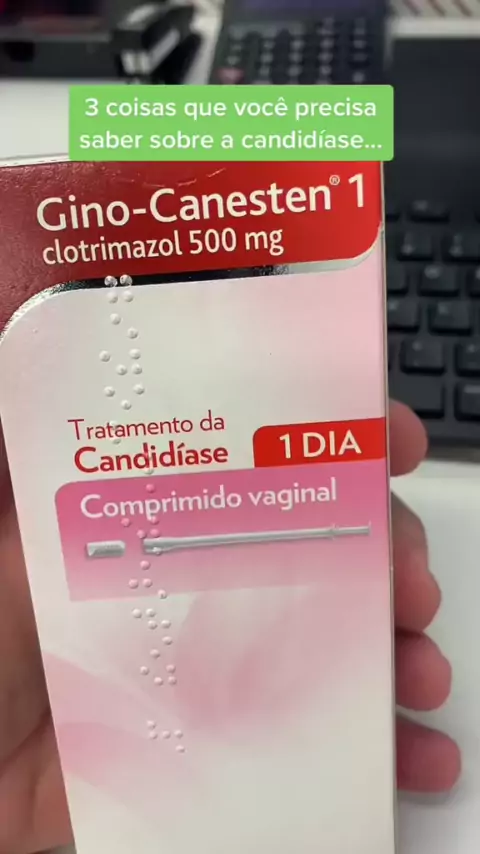 3 coisas que você precisa
saber sobre a candidíase...
Gino-Canesten® 1
clotrimazol 500 mg
Tratamento da
Candidíase
1 DIA
Comprimido vaginal